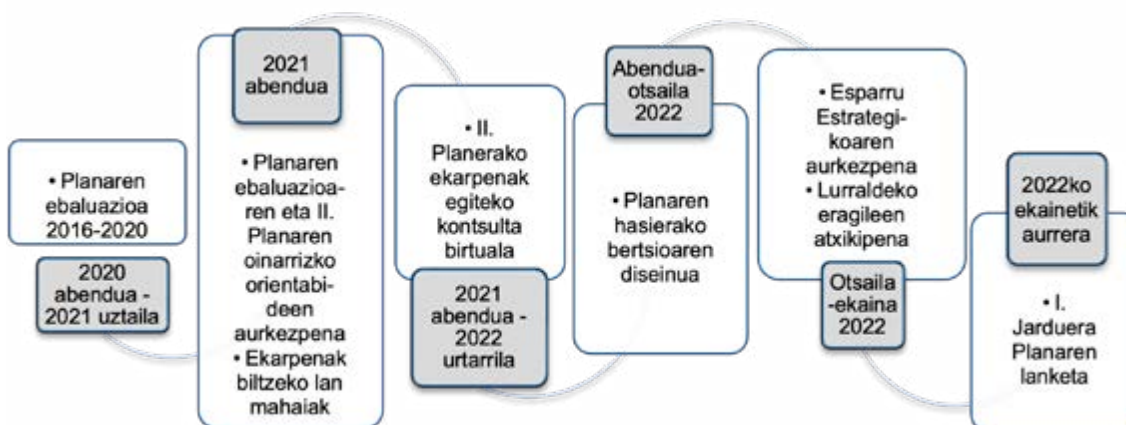 • Planaren
ebaluazioa
2016-2020
2020
abendua -
2021 uztaila
2021
abendua
• Planaren
ebaluazioa-
ren eta II.
Planaren
oinarrizko
orientabi-
deen
aurkezpena
• Ekarpenak
biltzeko lan
mahaiak
• II.
Planerako
ekarpenak
egiteko
kontsulta
birtuala
2021
abendua -
2022
urtarrila
Abendua-
otsaila
2022
• Planaren
hasierako
bertsioaren
diseinua
• Esparru
Estrategi-
koaren
aurkezpena
• Lurraldeko
eragileen
atxikipena
Otsaila
-ekaina
2022
2022ko
ekainetik
aurrera
• I.
Jarduera
Planaren
lanketa